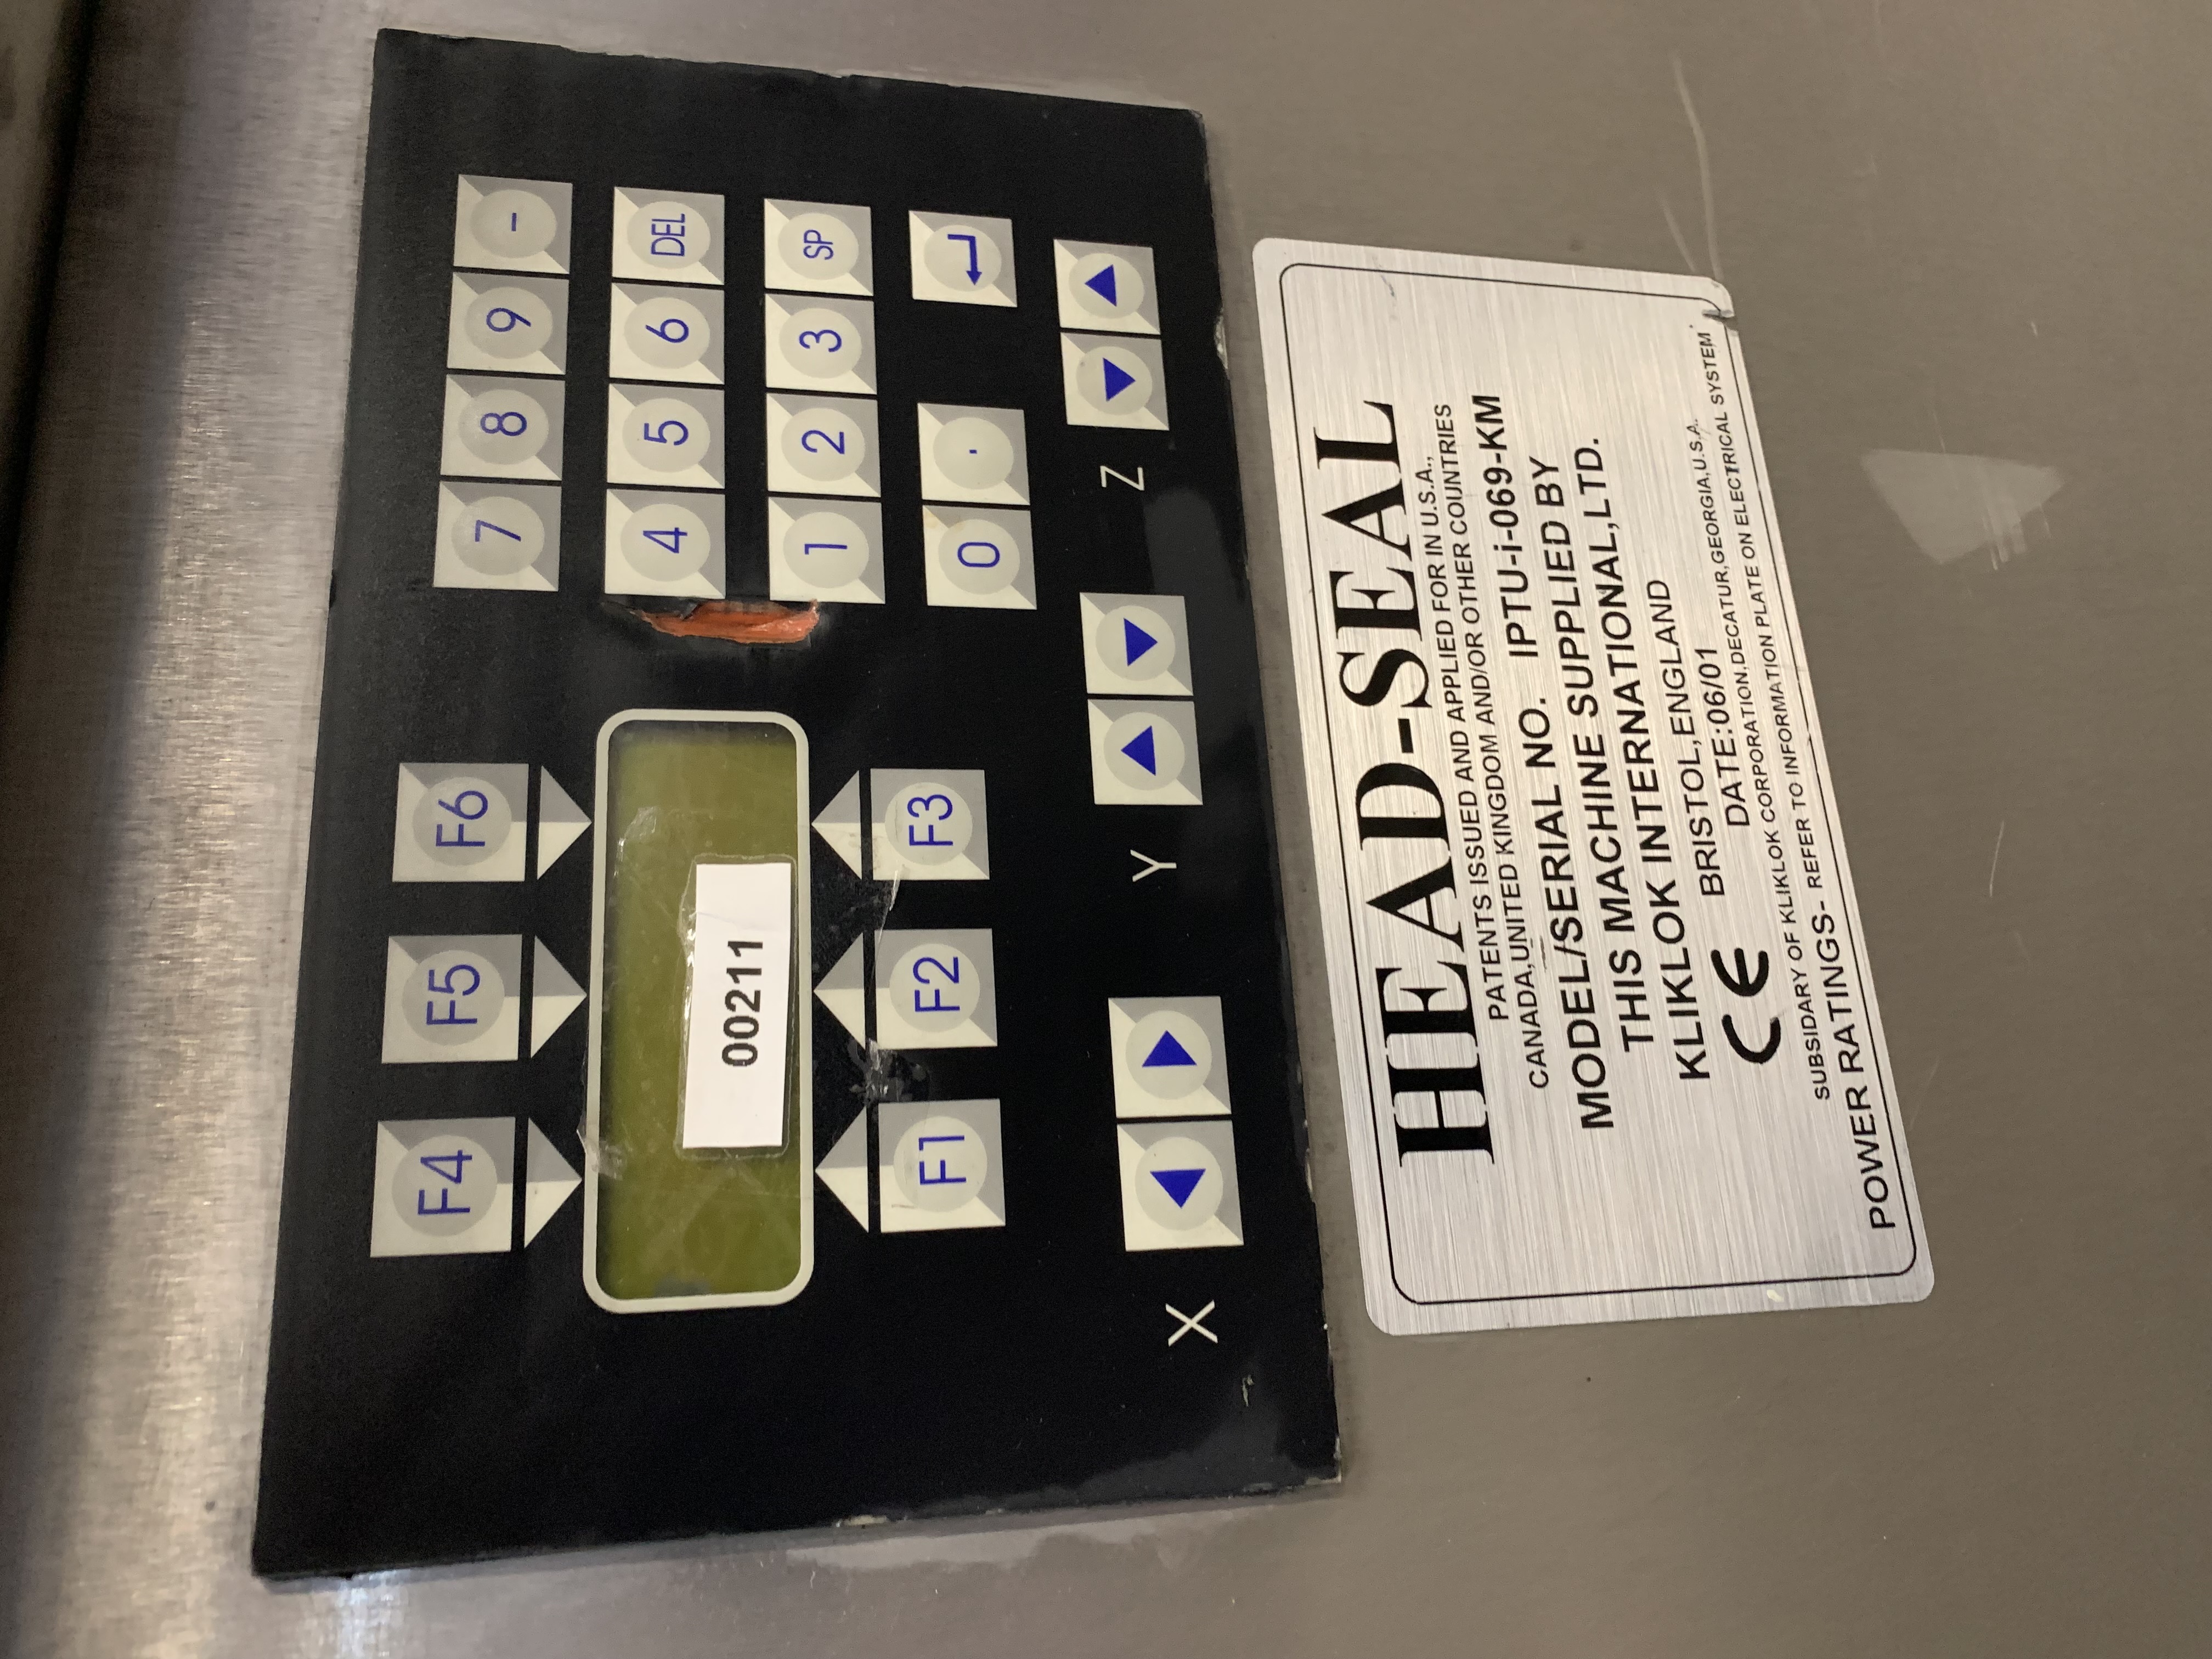 F4 F5 F6
7 8 9 -
4 5 6 DEL
1 2 3 SP
0 .
00211
F1 F2 F3
X Y Z
HEAD-SEAL
PATENTS ISSUED AND APPLIED FOR IN U.S.A.,
CANADA,UNITED KINGDOM AND/OR OTHER COUNTRIES
MODEL/SERIAL NO. IPTU-i-069-KM
THIS MACHINE SUPPLIED BY
KLIKLOK INTERNATIONAL,LTD.
BRISTOL,ENGLAND
CE DATE:06/01
SUBSIDARY OF KLIKLOK CORPORATION,DECATUR,GEORGIA,U.S.A.
POWER RATINGS- REFER TO INFORMATION PLATE ON ELECTRICAL SYSTEM